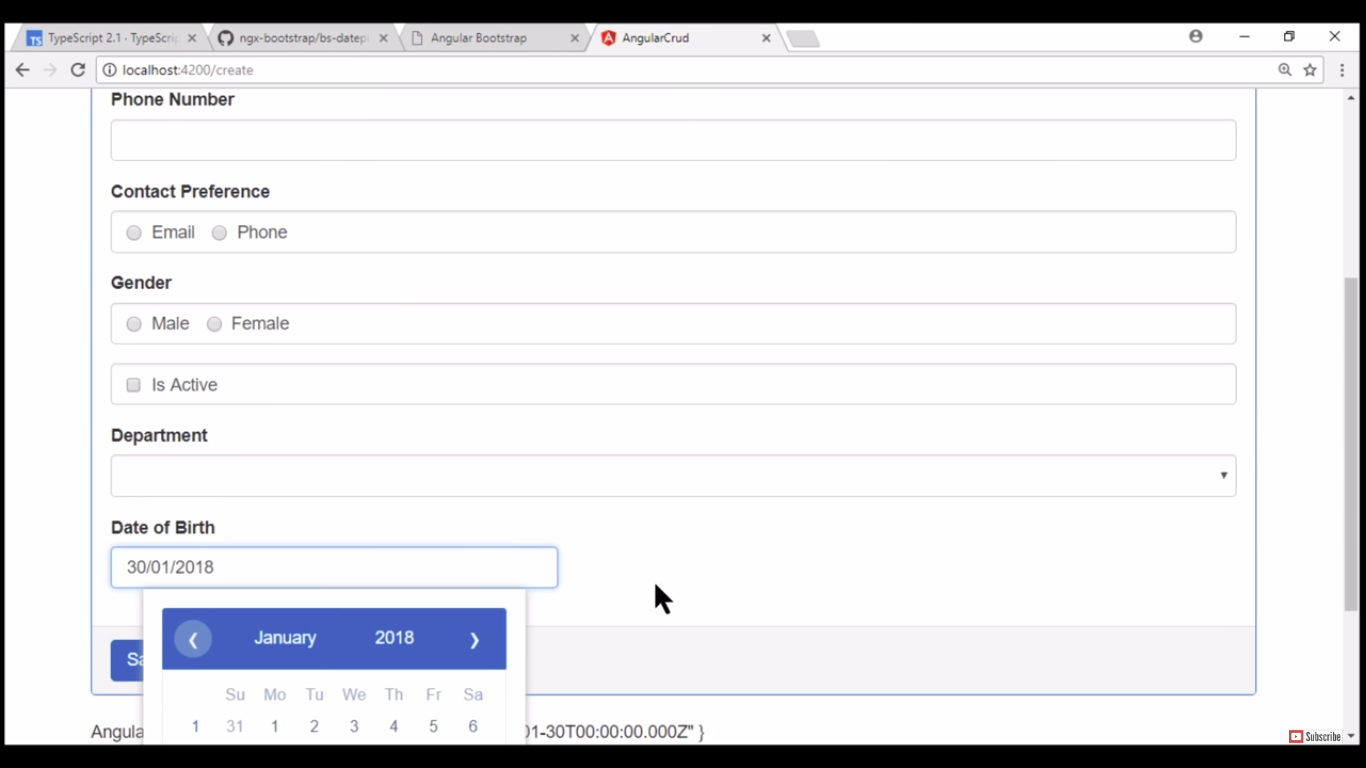 TypeScript 2.1 · TypeScrip
ngx-bootstrap/bs-datepi
Angular Bootstrap
AngularCrud
localhost:4200/create
Phone Number
Contact Preference
Email Phone
Gender
Male Female
Is Active
Department
Date of Birth
30/01/2018
January 2018
Sa
Su Mo Tu We Th Fr Sa
1 31 1 2 3 4 5 6
Angula 01-30T00:00:00.000Z" }
Subscribe